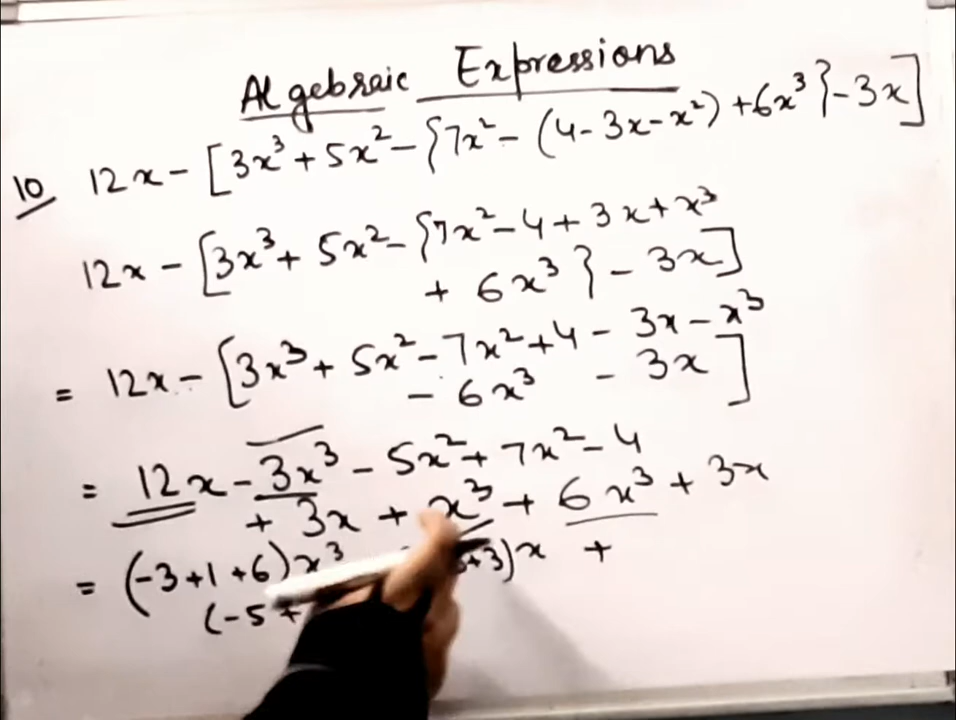 Algebraic Expressions
10 12x - [3x³ + 5x² - {7x² - (4 - 3x - x²) + 6x³} - 3x]
12x - [3x³ + 5x² - {7x² - 4 + 3x + x³
+ 6x³} - 3x]
= 12x - [3x³ + 5x² - 7x² + 4 - 3x - x³
- 6x³ - 3x]
= 12x - 3x³ - 5x² + 7x² - 4
+ 3x + x³ + 6x³ + 3x
= (-3+1+6)x³ +3)x +
(-5+